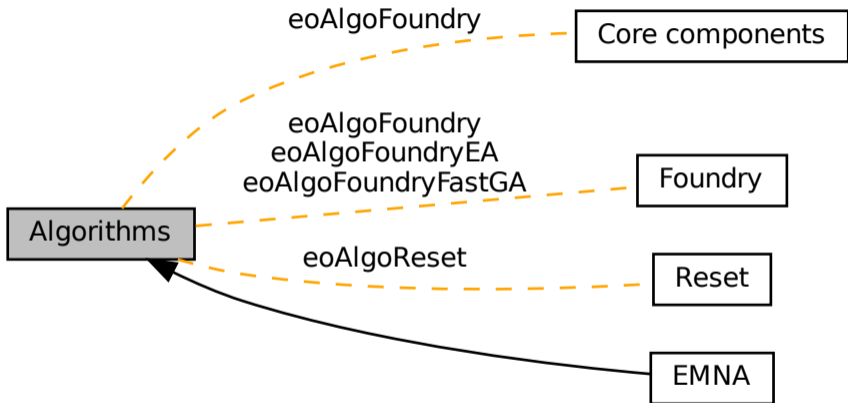 eoAlgoFoundry
Core components
eoAlgoFoundry
eoAlgoFoundryEA
eoAlgoFoundryFastGA
Foundry
Algorithms
eoAlgoReset
Reset
EMNA